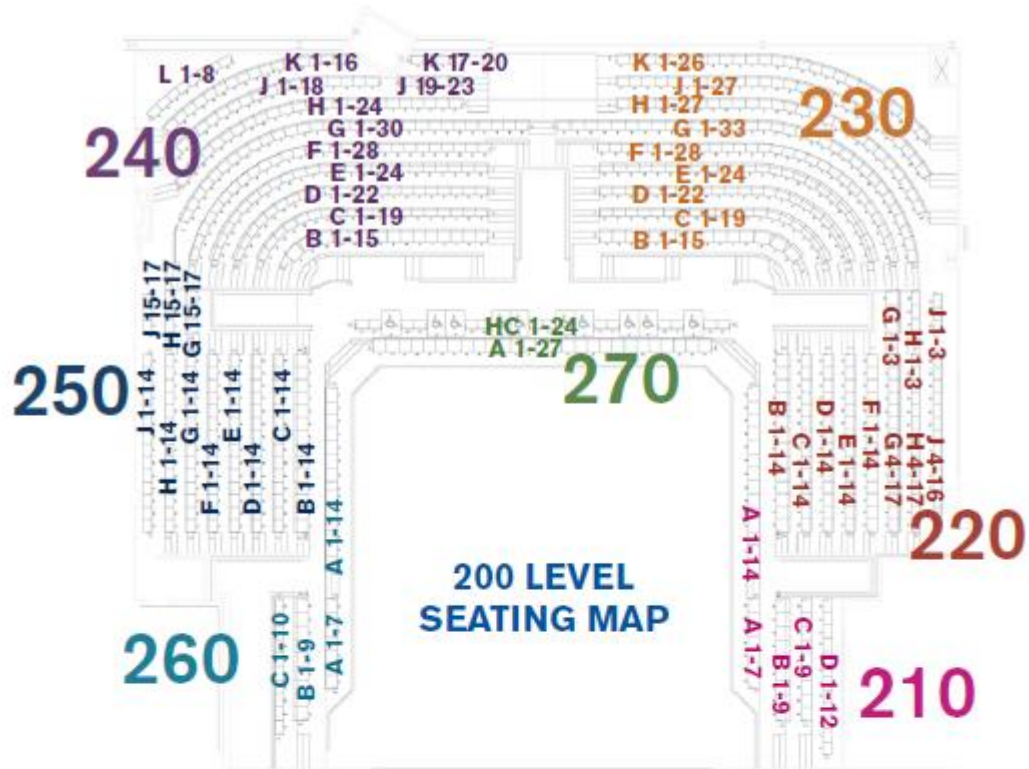 L 1-8
K 1-16
K 17-20
J 1-18
J 19-23
H 1-24
G 1-30
F 1-28
E 1-24
D 1-22
C 1-19
B 1-15
240
K 1-26
J 1-27
H 1-27
G 1-33
F 1-28
E 1-24
D 1-22
C 1-19
B 1-15
230
J 15-17
H 15-17
G 15-17
250
J 1-14
H 1-14
G 1-14
F 1-14
E 1-14
D 1-14
C 1-14
B 1-14
HC 1-24
A 1-27
270
G 1-3
H 1-3
J 1-3
B 1-14
C 1-14
D 1-14
E 1-14
F 1-14
G 4-17
H 4-17
J 4-16
220
A 1-14
A 1-14
200 LEVEL
SEATING MAP
260
C 1-10
B 1-9
A 1-7
A 1-7
B 1-9
C 1-9
D 1-12
210